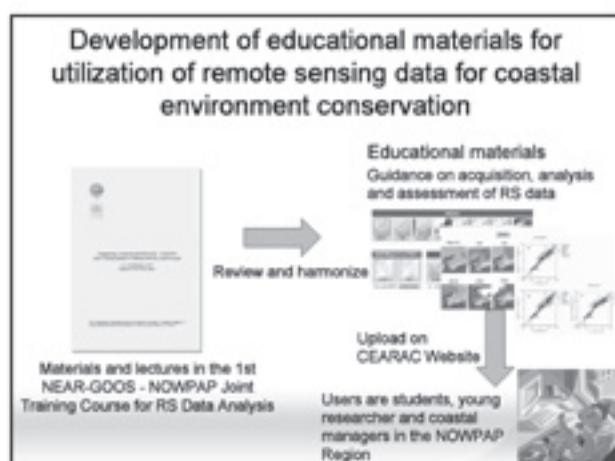 Development of educational materials for
utilization of remote sensing data for coastal
environment conservation
Educational materials
Guidance on acquisition, analysis
and assessment of RS data
Review and harmonize
Materials and lectures in the 1st
NEAR-GOOS - NOWPAP Joint
Training Course for RS Data Analysis
Upload on
CEARAC Website
Users are students, young
researcher and coastal
managers in the NOWPAP
Region